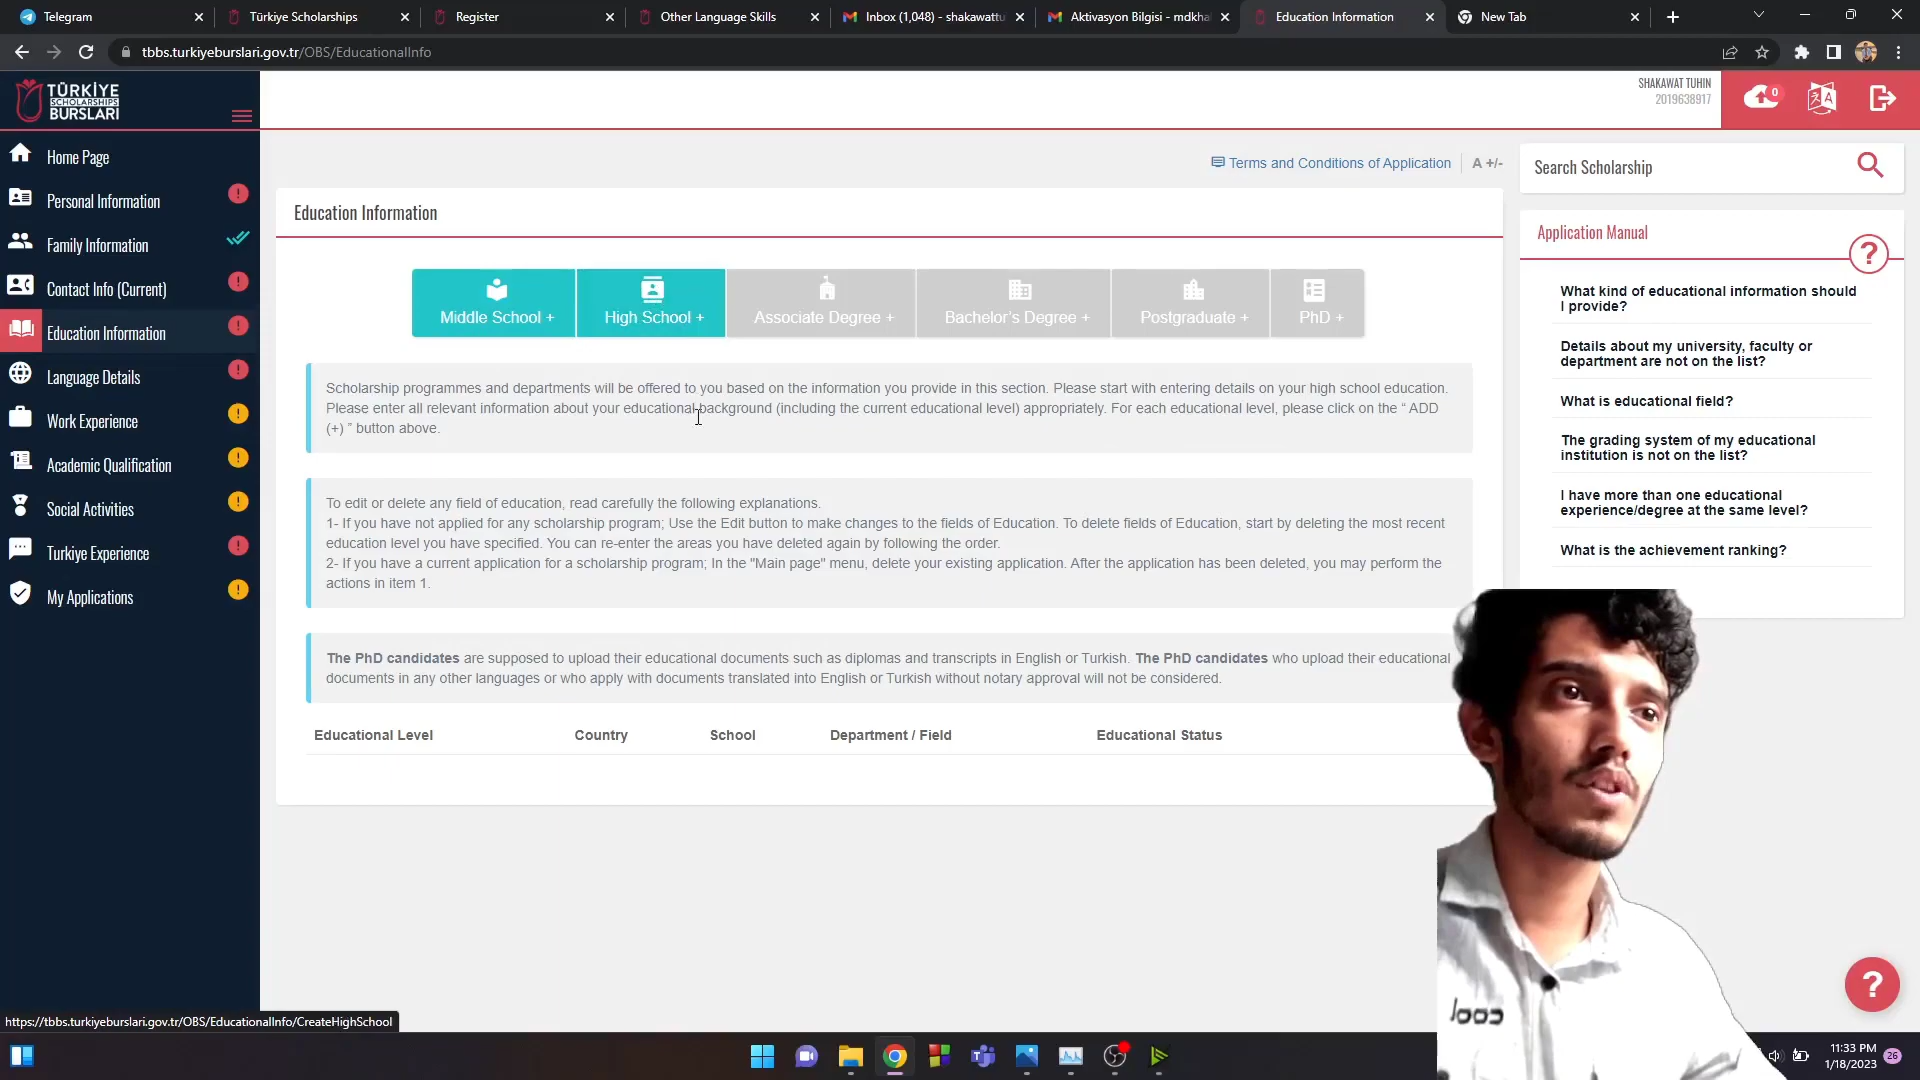 Telegram
Türkiye Scholarships
Register
Other Language Skills
Inbox (1,048) - shakawattu
Aktivasyon Bilgisi - mdkha
Education Information
New Tab
tbbs.turkiyeburslari.gov.tr/OBS/EducationalInfo
TÜRKİYE
SCHOLARSHIPS
BURSLARI
SHAKAWAT TUHIN
2019638917
0
Home Page
Personal Information
Family Information
Contact Info (Current)
Education Information
Language Details
Work Experience
Academic Qualification
Social Activities
Turkiye Experience
My Applications
Terms and Conditions of Application
A +/-
Education Information
Middle School +
High School +
Associate Degree +
Bachelor's Degree +
Postgraduate +
PhD +
Scholarship programmes and departments will be offered to you based on the information you provide in this section. Please start with entering details on your high school education.
Please enter all relevant information about your educational background (including the current educational level) appropriately. For each educational level, please click on the “ ADD
(+) ” button above.
To edit or delete any field of education, read carefully the following explanations.
1- If you have not applied for any scholarship program; Use the Edit button to make changes to the fields of Education. To delete fields of Education, start by deleting the most recent
education level you have specified. You can re-enter the areas you have deleted again by following the order.
2- If you have a current application for a scholarship program; In the "Main page" menu, delete your existing application. After the application has been deleted, you may perform the
actions in item 1.
The PhD candidates are supposed to upload their educational documents such as diplomas and transcripts in English or Turkish. The PhD candidates who upload their educational
documents in any other languages or who apply with documents translated into English or Turkish without notary approval will not be considered.
Educational Level Country School Department / Field Educational Status
Search Scholarship
Application Manual
?
What kind of educational information should
I provide?
Details about my university, faculty or
department are not on the list?
What is educational field?
The grading system of my educational
institution is not on the list?
I have more than one educational
experience/degree at the same level?
What is the achievement ranking?
?
https://tbbs.turkiyeburslari.gov.tr/OBS/EducationalInfo/CreateHighSchool
11:33 PM
1/18/2023
26